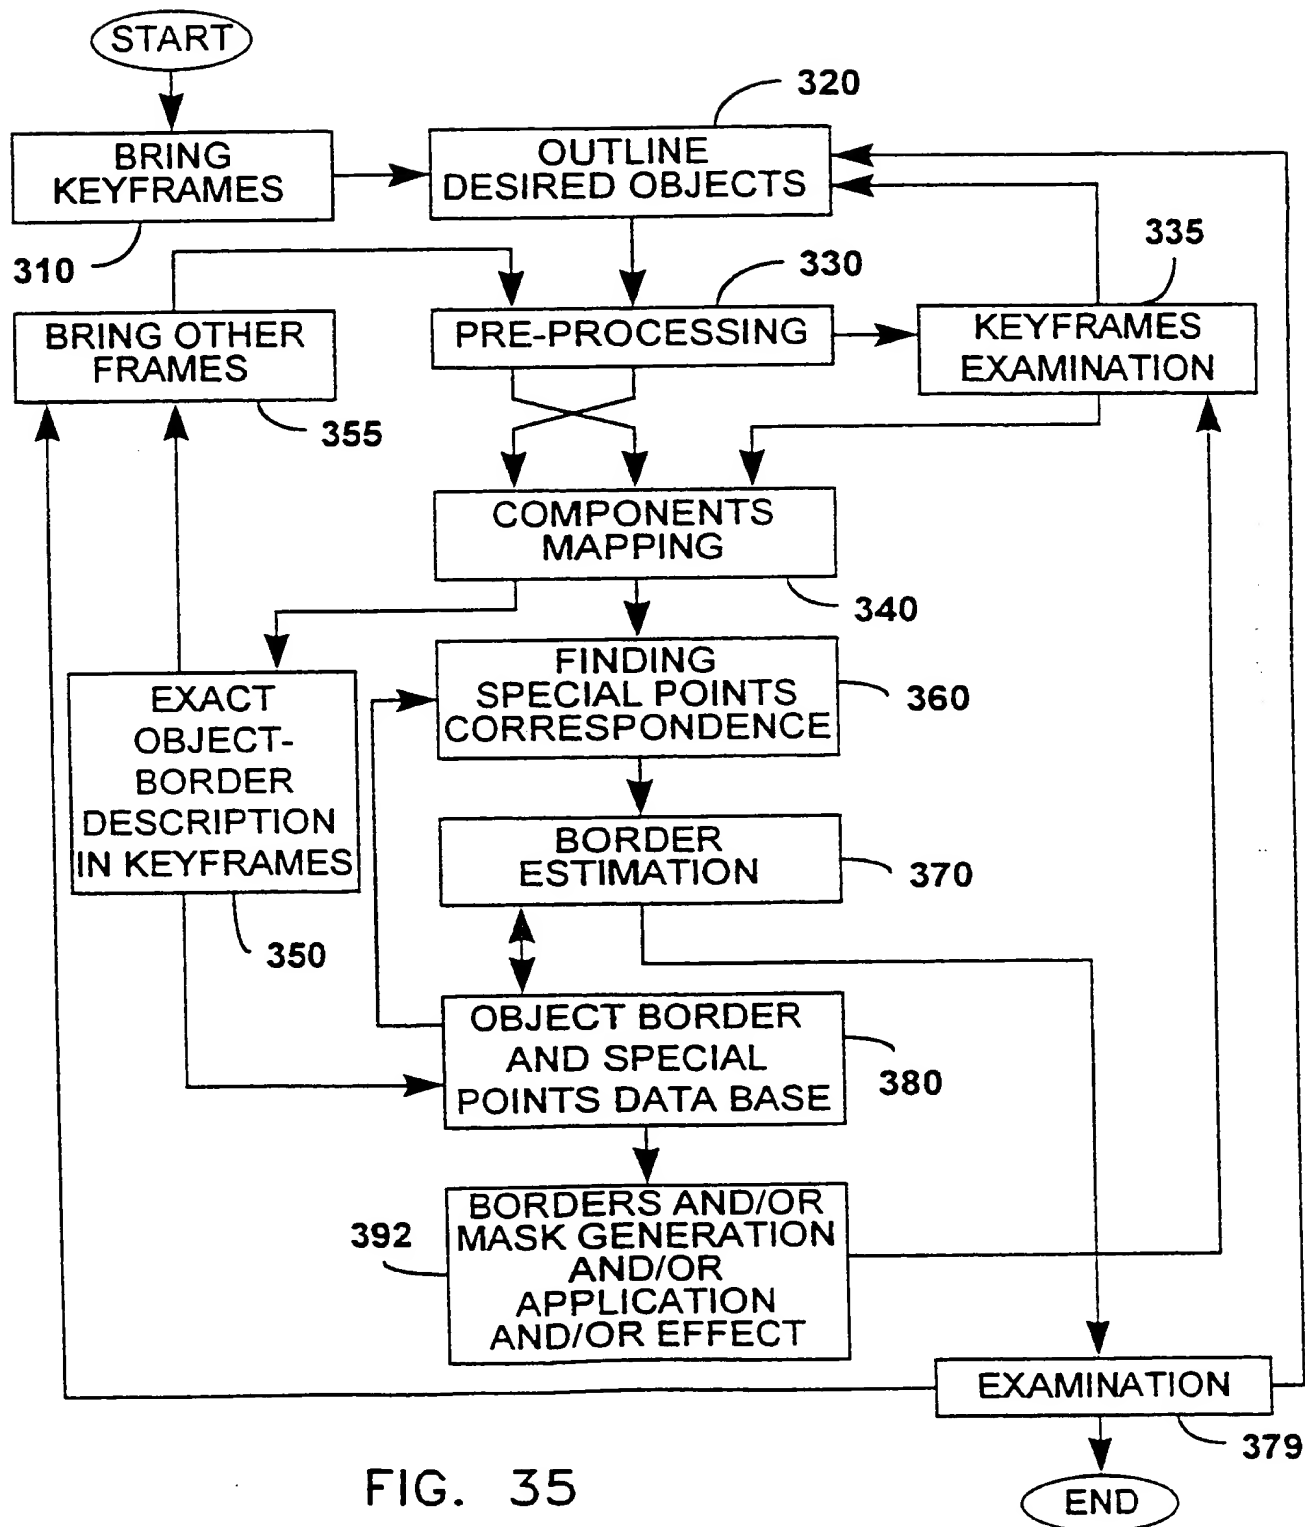 START
320
BRING
KEYFRAMES
OUTLINE
DESIRED OBJECTS
310
330
335
BRING OTHER
FRAMES
PRE-PROCESSING
KEYFRAMES
EXAMINATION
355
COMPONENTS
MAPPING
340
EXACT
OBJECT-
BORDER
DESCRIPTION
IN KEYFRAMES
FINDING
SPECIAL POINTS
CORRESPONDENCE
360
BORDER
ESTIMATION
370
350
OBJECT BORDER
AND SPECIAL
POINTS DATA BASE
380
392
BORDERS AND/OR
MASK GENERATION
AND/OR
APPLICATION
AND/OR EFFECT
EXAMINATION
379
END
FIG. 35